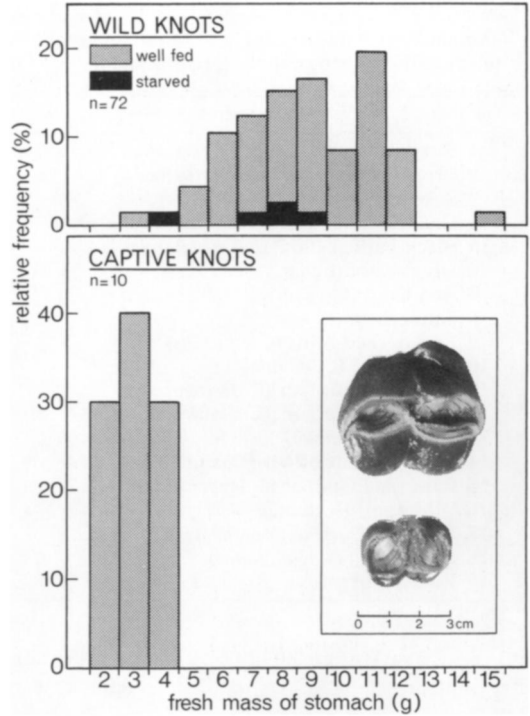 WILD KNOTS
well fed
starved
n=72
20
10
0
relative frequency (%)
CAPTIVE KNOTS
n=10
40
30
20
10
0
0 1 2 3 cm
2 3 4 5 6 7 8 9 10 11 12 13 14 15
fresh mass of stomach (g)